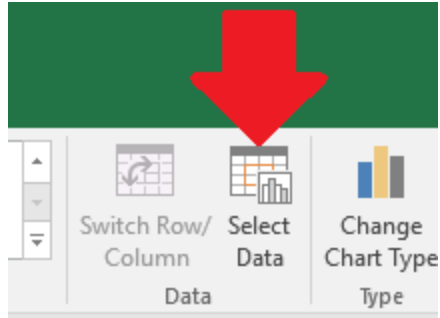 Switch Row/
Column
Select
Data
Change
Chart Type
Data
Type